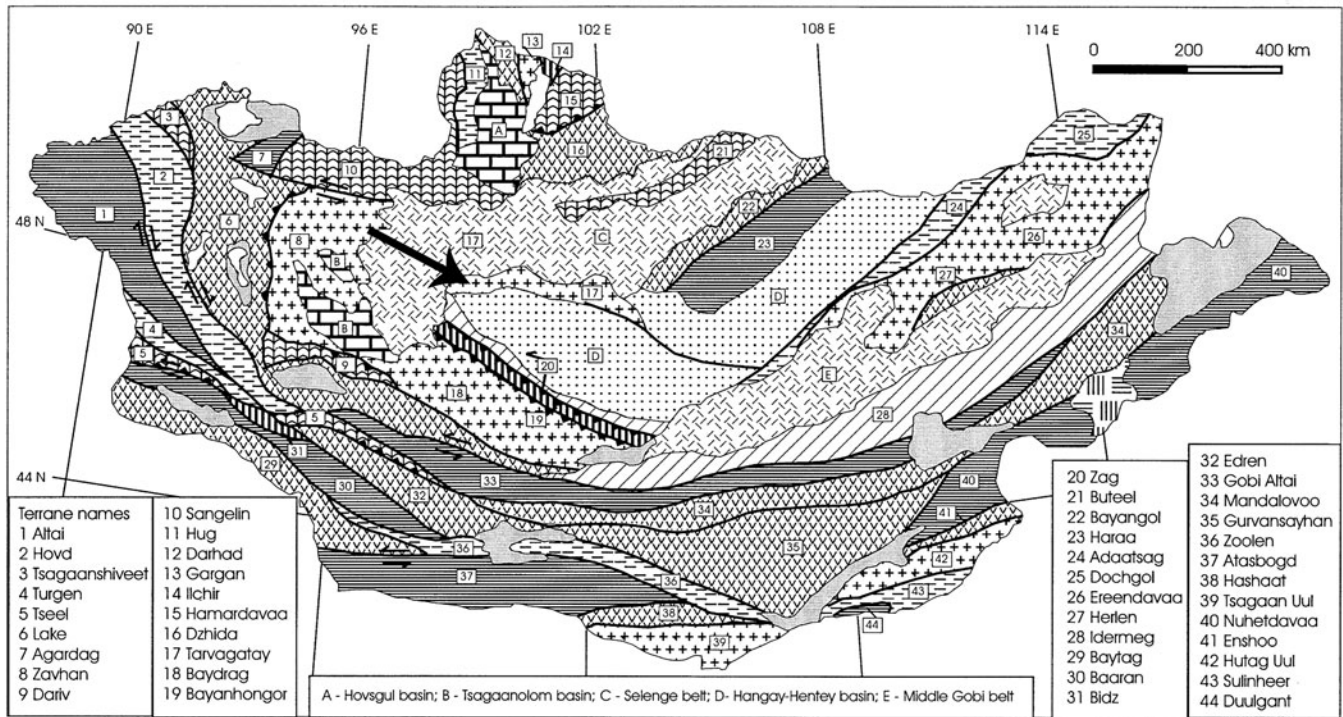 90 E
96 E
102 E
108 E
114 E
0 200 400 km
48 N
44 N
13
14
12
11
15
A
3
2
7
10
16
21
25
1
6
8
17
C
22
23
24
26
B
17
D
27
40
4
5
B
9
D
20
18
19
E
34
28
5
31
29
30
32
33
34
40
41
35
36
37
36
42
43
44
38
39
Terrane names
1 Altai
2 Hovd
3 Tsagaanshiveet
4 Turgen
5 Tseel
6 Lake
7 Agardag
8 Zavhan
9 Dariv
10 Sangelin
11 Hug
12 Darhad
13 Gargan
14 Ilchir
15 Hamardavaa
16 Dzhida
17 Tarvagatay
18 Baydrag
19 Bayanhongor
A - Hovsgul basin; B - Tsagaanolom basin; C - Selenge belt; D- Hangay-Hentey basin; E - Middle Gobi belt
20 Zag
21 Buteel
22 Bayangol
23 Haraa
24 Adaatsag
25 Dochgol
26 Ereendavaa
27 Herlen
28 Idermeg
29 Baytag
30 Baaran
31 Bidz
32 Edren
33 Gobi Altai
34 Mandalovoo
35 Gurvansayhan
36 Zoolen
37 Atasbogd
38 Hashaat
39 Tsagaan Uul
40 Nuhetdavaa
41 Enshoo
42 Hutag Uul
43 Sulinheer
44 Duulgant